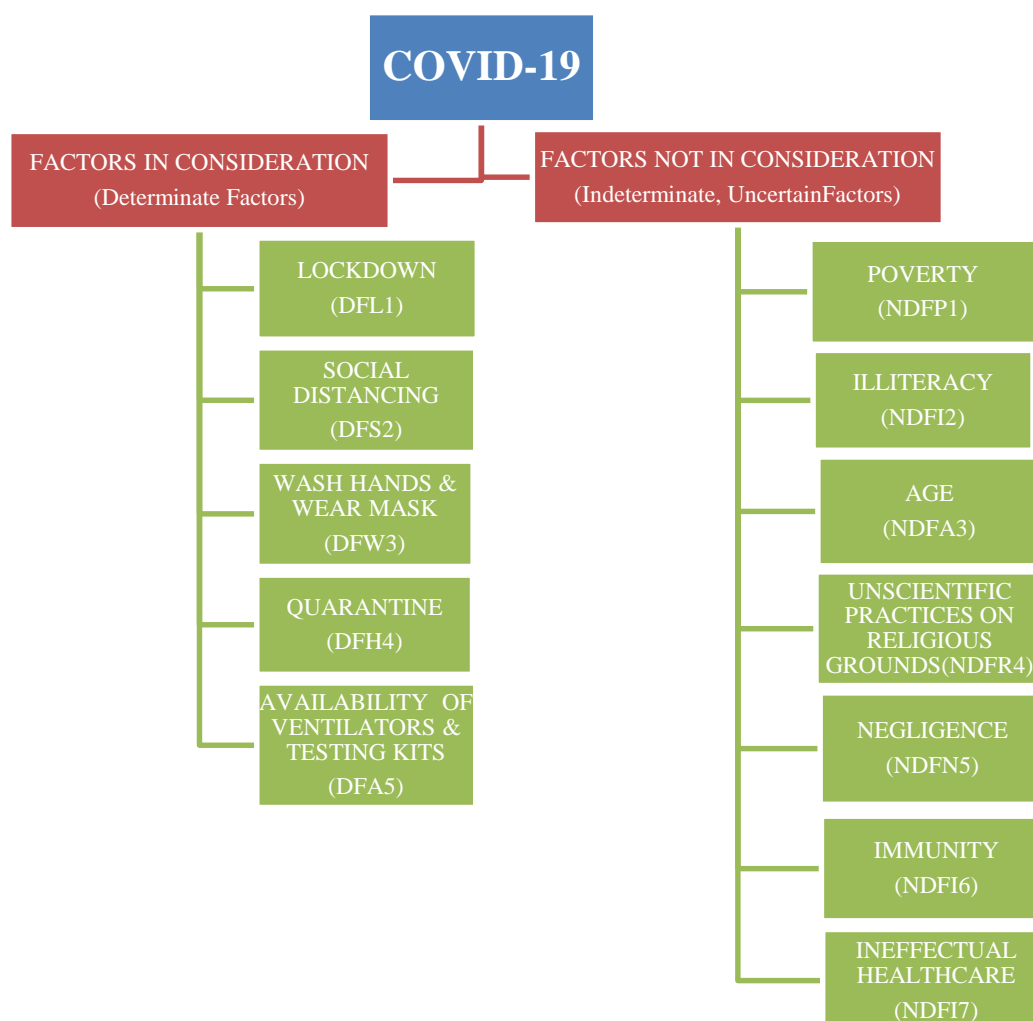 COVID-19
FACTORS IN CONSIDERATION
(Determinate Factors)
FACTORS NOT IN CONSIDERATION
(Indeterminate, UncertainFactors)
LOCKDOWN
(DFL1)
SOCIAL
DISTANCING
(DFS2)
WASH HANDS &
WEAR MASK
(DFW3)
QUARANTINE
(DFH4)
AVAILABILITY OF
VENTILATORS &
TESTING KITS
(DFA5)
POVERTY
(NDFP1)
ILLITERACY
(NDFI2)
AGE
(NDFA3)
UNSCIENTIFIC
PRACTICES ON
RELIGIOUS
GROUNDS(NDFR4)
NEGLIGENCE
(NDFN5)
IMMUNITY
(NDFI6)
INEFFECTUAL
HEALTHCARE
(NDFI7)